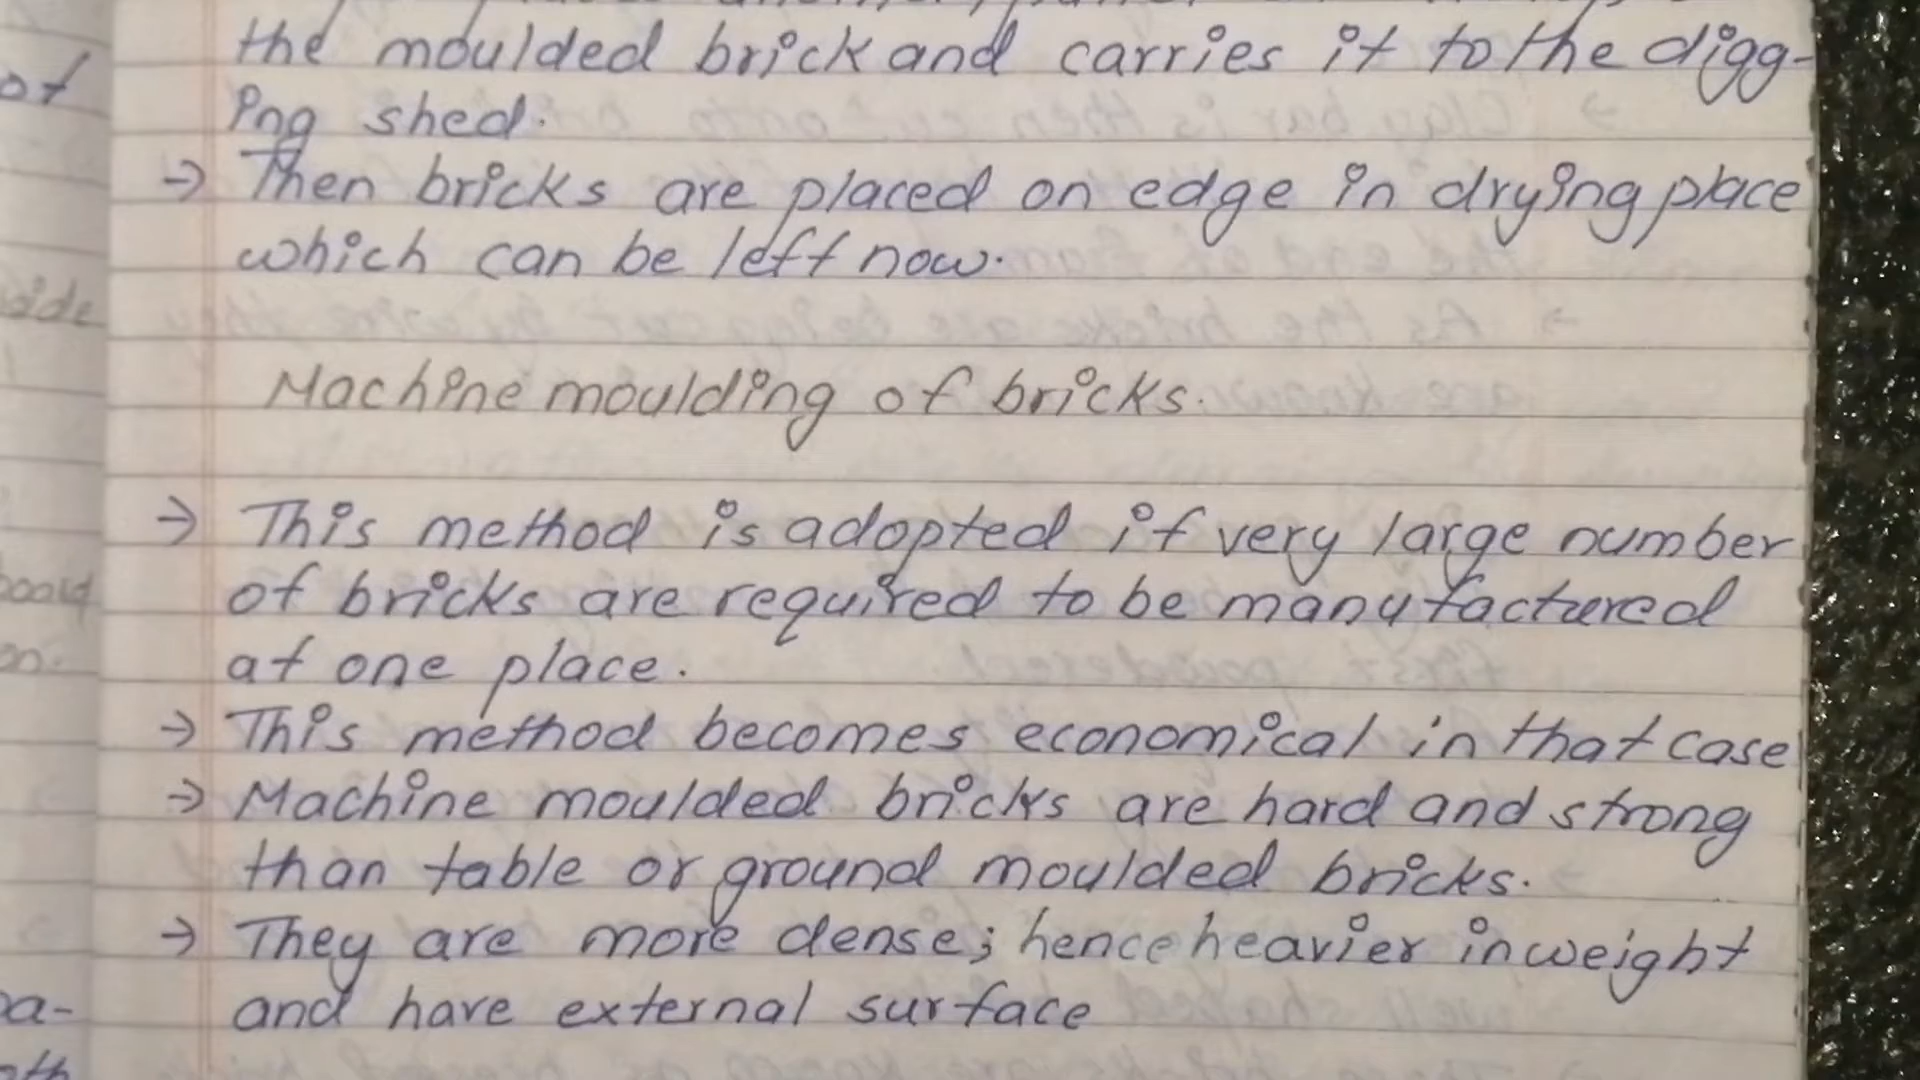 the moulded brick and carries it to the digg-
ing shed.
→ Then bricks are placed on edge in drying place
which can be left now.
Machine moulding of bricks.
→ This method is adopted if very large number
of bricks are required to be manufactured
at one place.
→ This method becomes economical in that case
→ Machine moulded bricks are hard and strong
than table or ground moulded bricks.
→ They are more dense; hence heavier in weight
and have external surface